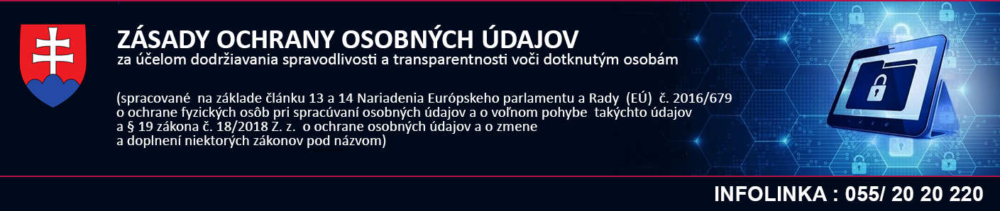 ZÁSADY OCHRANY OSOBNÝCH ÚDAJOV
za účelom dodržiavania spravodlivosti a transparentnosti voči dotknutým osobám
(spracované na základe článku 13 a 14 Nariadenia Európskeho parlamentu a Rady (EÚ) č. 2016/679
o ochrane fyzických osôb pri spracúvaní osobných údajov a o voľnom pohybe takýchto údajov
a § 19 zákona č. 18/2018 Z. z. o ochrane osobných údajov a o zmene
a doplnení niektorých zákonov pod názvom)
INFOLINKA : 055/ 20 20 220